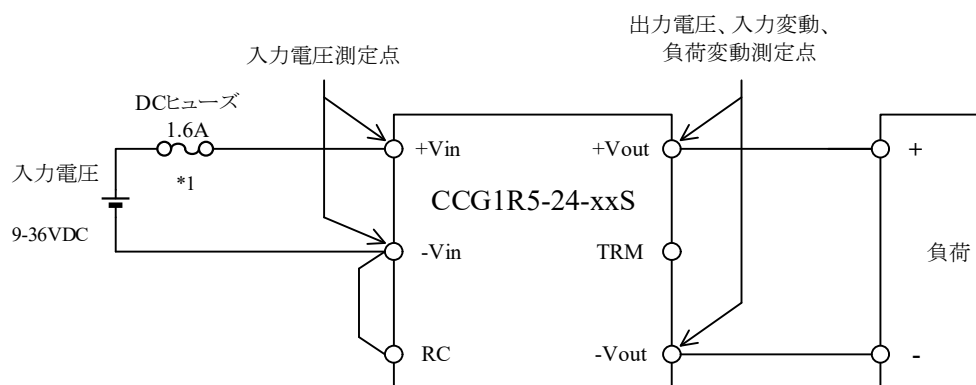 出力電圧、入力変動、
負荷変動測定点
入力電圧測定点
DCヒューズ
1.6A
*1
入力電圧
9-36VDC
+Vin
+Vout
+
CCG1R5-24-xxS
-Vin
TRM
負荷
RC
-Vout
-